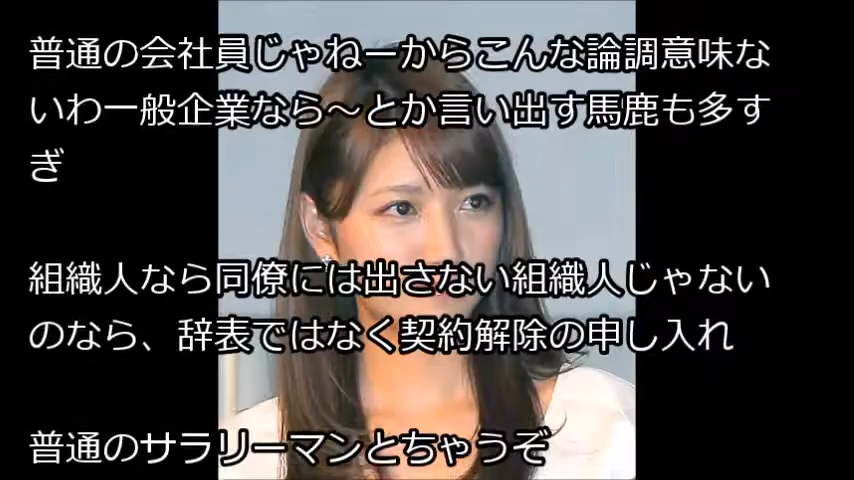 普通の会社員じゃねーからこんな論調意味な
いわ一般企業なら～とか言い出す馬鹿も多す
ぎ
組織人なら同僚には出さない組織人じゃない
のなら、辞表ではなく契約解除の申し入れ
普通のサラリーマンとちゃうぞ